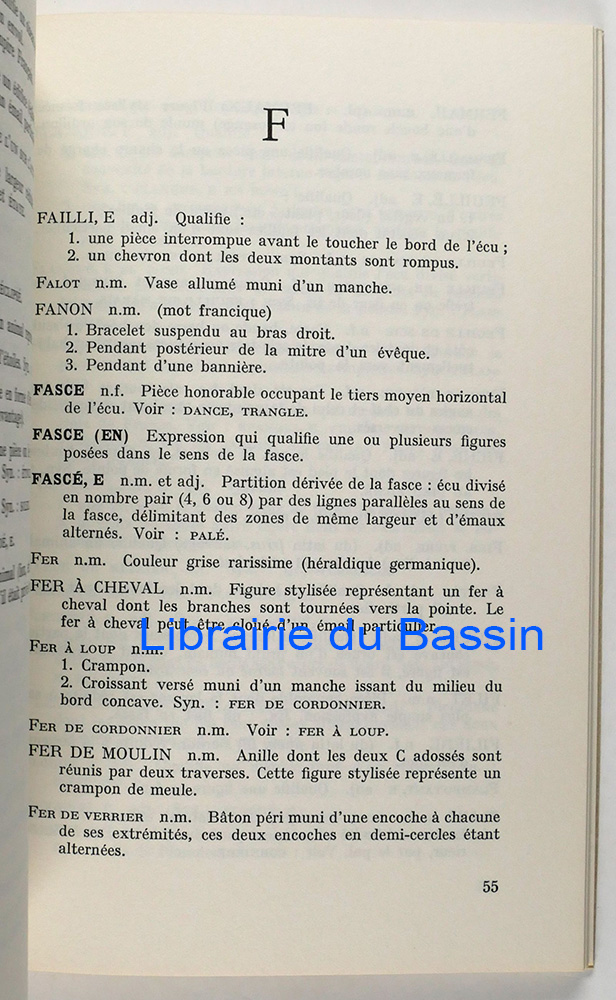 F
FAILLI, E adj. Qualifie :
1. une pièce interrompue avant le toucher le bord de l'écu ;
2. un chevron dont les deux montants sont rompus.
FALOT n.m. Vase allumé muni d'un manche.
FANON n.m. (mot francique)
1. Bracelet suspendu au bras droit.
2. Pendant postérieur de la mitre d'un évêque.
3. Pendant d'une bannière.
FASCE n.f. Pièce honorable occupant le tiers moyen horizontal
de l'écu. Voir : DANCE, TRANGLE.
FASCE (EN) Expression qui qualifie une ou plusieurs figures
posées dans le sens de la fasce.
FASCÉ, E n.m. et adj. Partition dérivée de la fasce : écu divisé
en nombre pair (4, 6 ou 8) par des lignes parallèles au sens de
la fasce, délimitant des zones de même largeur et d'émaux
alternés. Voir : PALÉ.
FER n.m. Couleur grise rarissime (héraldique germanique).
FER À CHEVAL n.m. Figure stylisée représentant un fer à
cheval dont les branches sont tournées vers la pointe. Le
fer à cheval peut être cloué d'un émail particulier.
Librairie du Bassin
FER À LOUP n.m.
1. Crampon.
2. Croissant versé muni d'un manche issant du milieu du
bord concave. Syn. : FER DE CORDONNIER.
FER DE CORDONNIER n.m. Voir : FER À LOUP.
FER DE MOULIN n.m. Anille dont les deux C adossés sont
réunis par deux traverses. Cette figure stylisée représente un
crampon de meule.
FER DE VERRIER n.m. Bâton péri muni d'une encoche à chacune
de ses extrémités, ces deux encoches en demi-cercles étant
alternées.
55